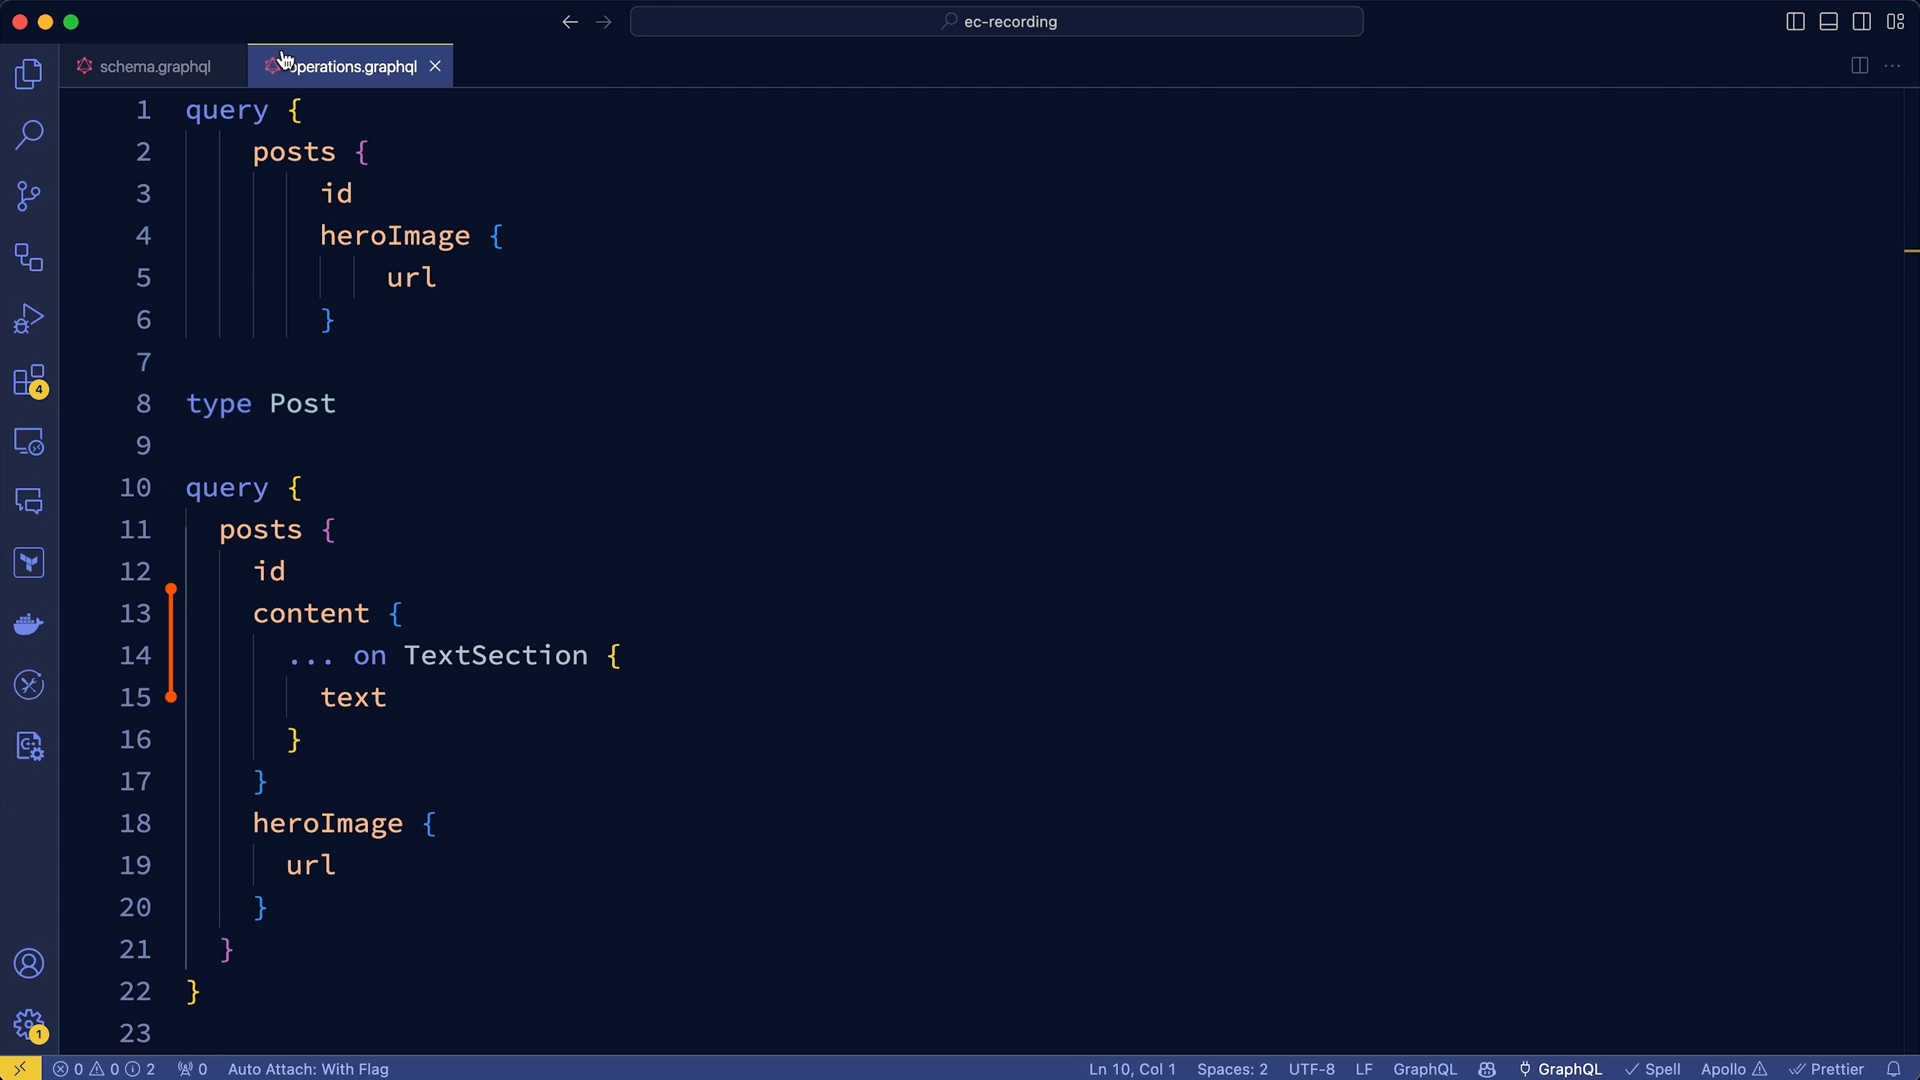 ec-recording
schema.graphql
operations.graphql
1 query {
2 posts {
3 id
4 heroImage {
5 url
6 }
7
8 type Post
9
10 query {
11 posts {
12 id
13 content {
14 ... on TextSection {
15 text
16 }
17 }
18 heroImage {
19 url
20 }
21 }
22 }
23
4
1
0 0 2 0 Auto Attach: With Flag Ln 10, Col 1 Spaces: 2 UTF-8 LF GraphQL GraphQL Spell Apollo Prettier